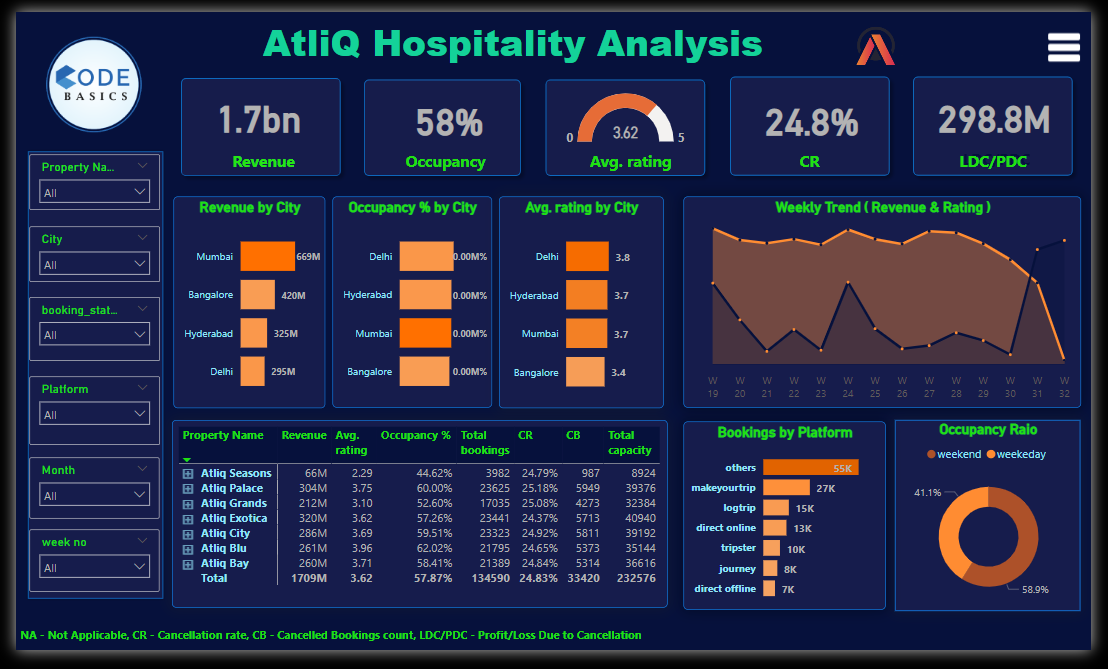 AtliQ Hospitality Analysis
CODE
BASICS
1.7bn
Revenue
58%
Occupancy
0 3.62 5
Avg. rating
24.8%
CR
298.8M
LDC/PDC
Property Na...
All
City
All
booking_stat...
All
Platform
All
Month
All
week no
All
Revenue by City
Mumbai 669M
Bangalore 420M
Hyderabad 325M
Delhi 295M
Occupancy % by City
Delhi 0.00M%
Hyderabad 0.00M%
Mumbai 0.00M%
Bangalore 0.00M%
Avg. rating by City
Delhi 3.8
Hyderabad 3.7
Mumbai 3.7
Bangalore 3.4
Weekly Trend ( Revenue & Rating )
W W W W W W W W W W W W W W
19 20 21 22 23 24 25 26 27 28 29 30 31 32
Property Name Revenue Avg. rating Occupancy % Total bookings CR CB Total capacity
Atliq Seasons 66M 2.29 44.62% 3982 24.79% 987 8924
Atliq Palace 304M 3.75 60.00% 23625 25.18% 5949 39376
Atliq Grands 212M 3.10 52.60% 17035 25.08% 4273 32384
Atliq Exotica 320M 3.62 57.26% 23441 24.37% 5713 40940
Atliq City 286M 3.69 59.51% 23323 24.92% 5811 39192
Atliq Blu 261M 3.96 62.02% 21795 24.65% 5373 35144
Atliq Bay 260M 3.71 58.41% 21389 24.84% 5314 36616
Total 1709M 3.62 57.87% 134590 24.83% 33420 232576
Bookings by Platform
others 55K
makeyourtrip 27K
logtrip 15K
direct online 13K
tripster 10K
journey 8K
direct offline 7K
Occupancy Raio
weekend weekeday
41.1%
58.9%
NA - Not Applicable, CR - Cancellation rate, CB - Cancelled Bookings count, LDC/PDC - Profit/Loss Due to Cancellation